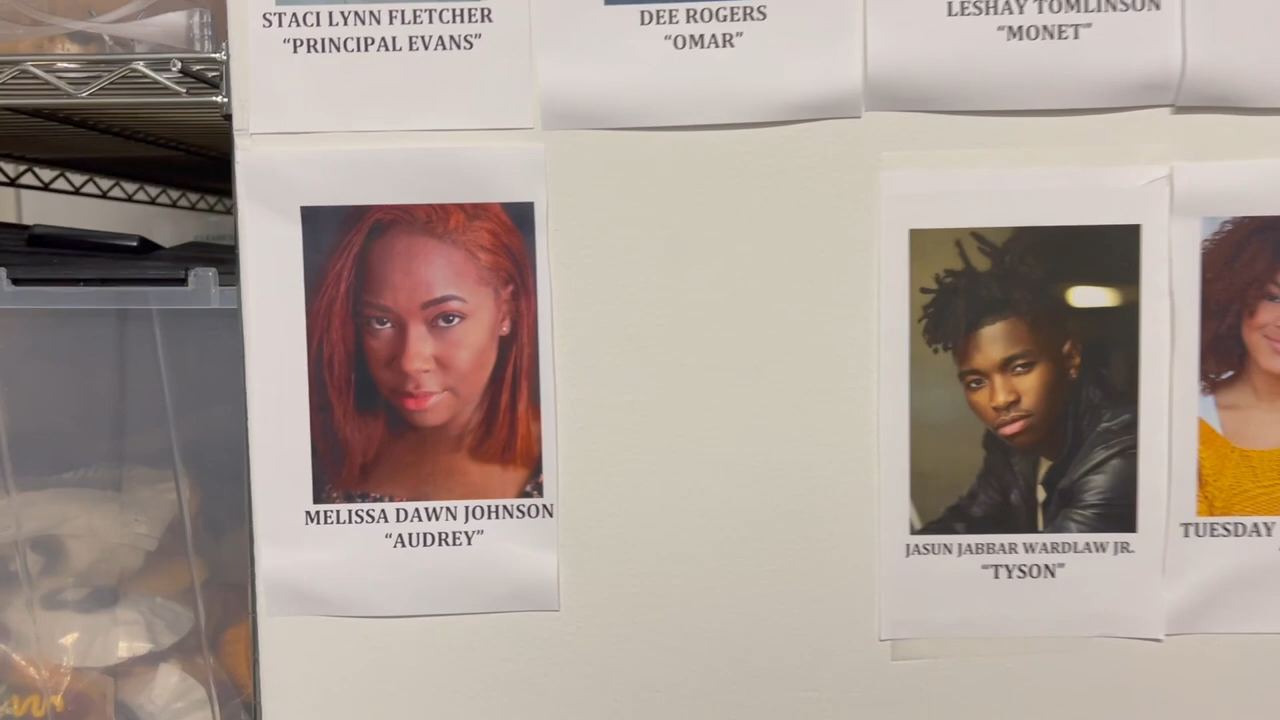 STACI LYNN FLETCHER
“PRINCIPAL EVANS”
DEE ROGERS
“OMAR”
LESHAY TOMLINSON
“MONET”
MELISSA DAWN JOHNSON
“AUDREY”
JASUN JABBAR WARDLAW JR.
“TYSON”
TUESDAY